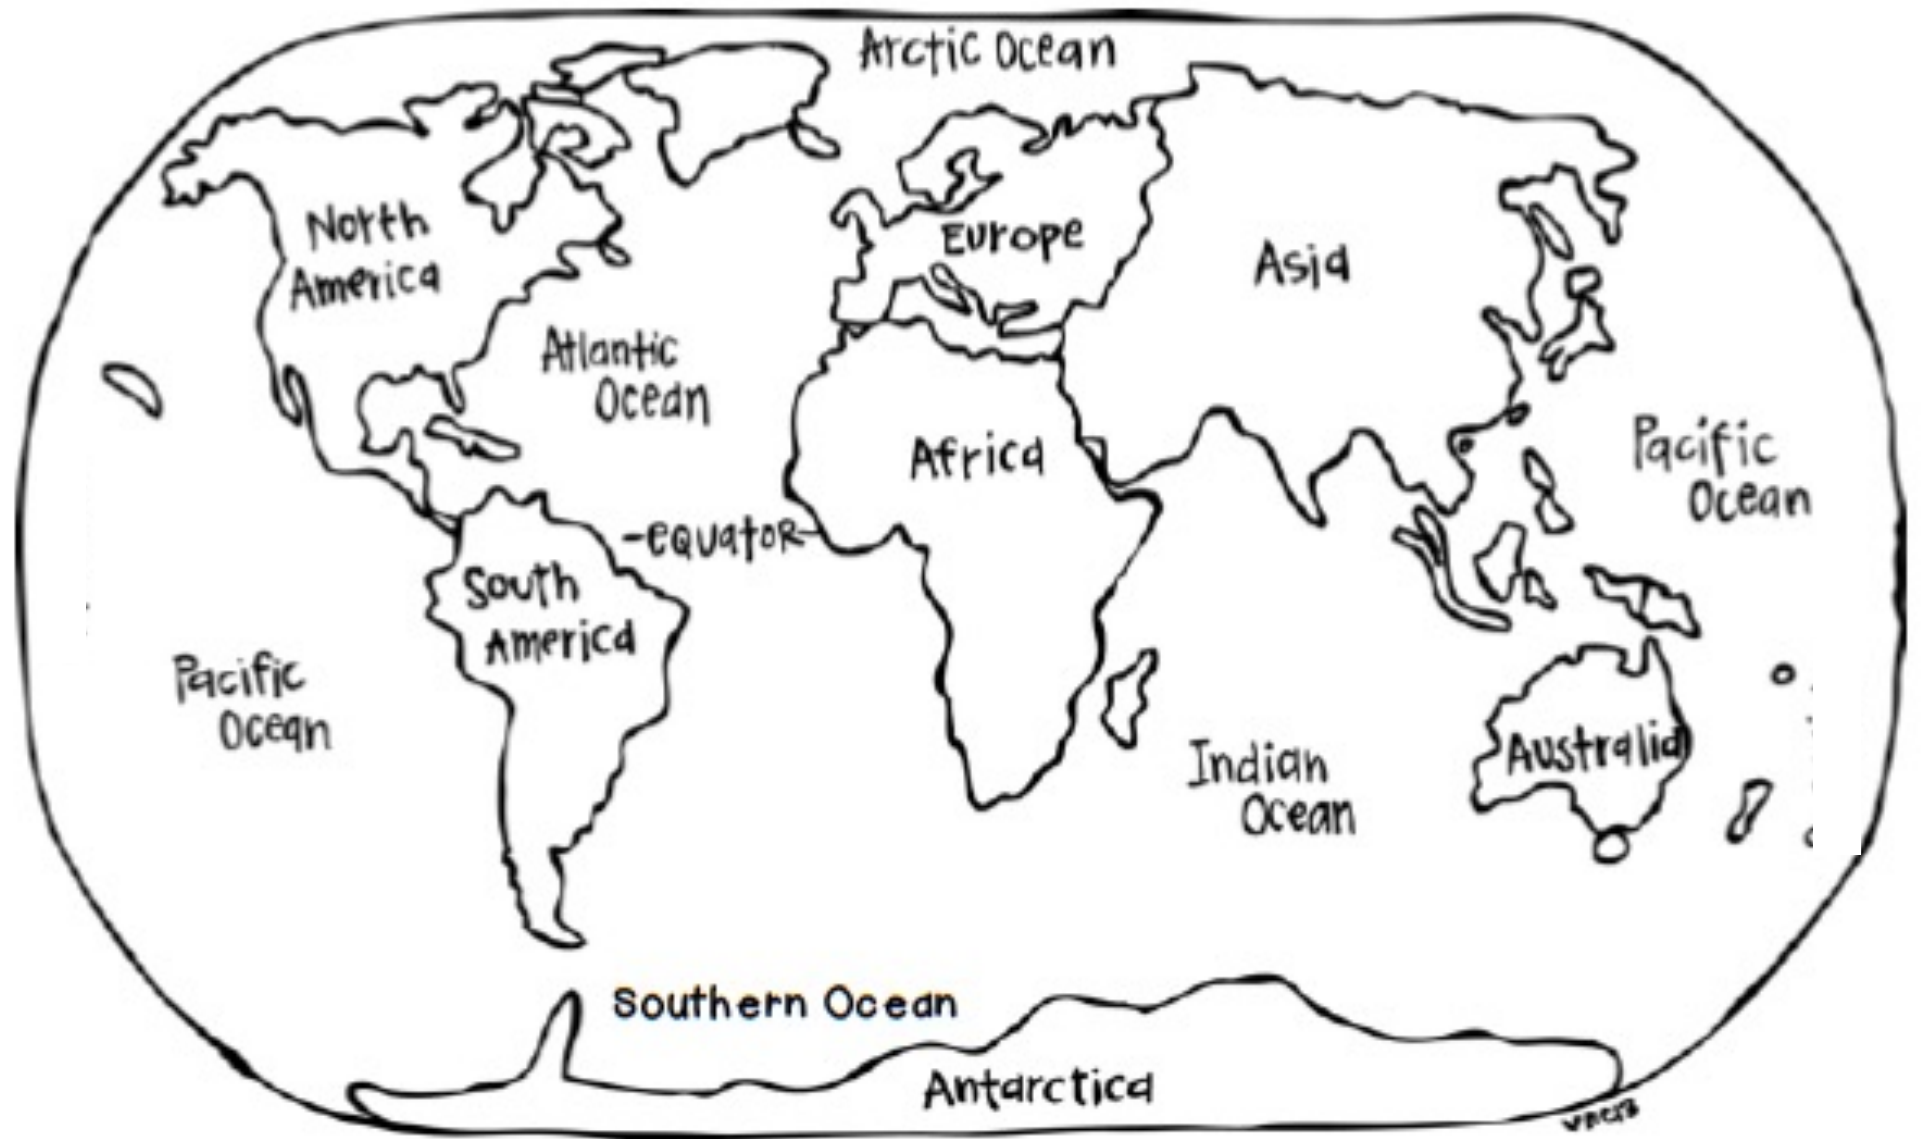 Arctic Ocean
North
America
Europe
Asia
Atlantic
Ocean
Africa
Pacific
Ocean
-equator-
South
America
Pacific
Ocean
Indian
Ocean
Australia
Southern Ocean
Antarctica